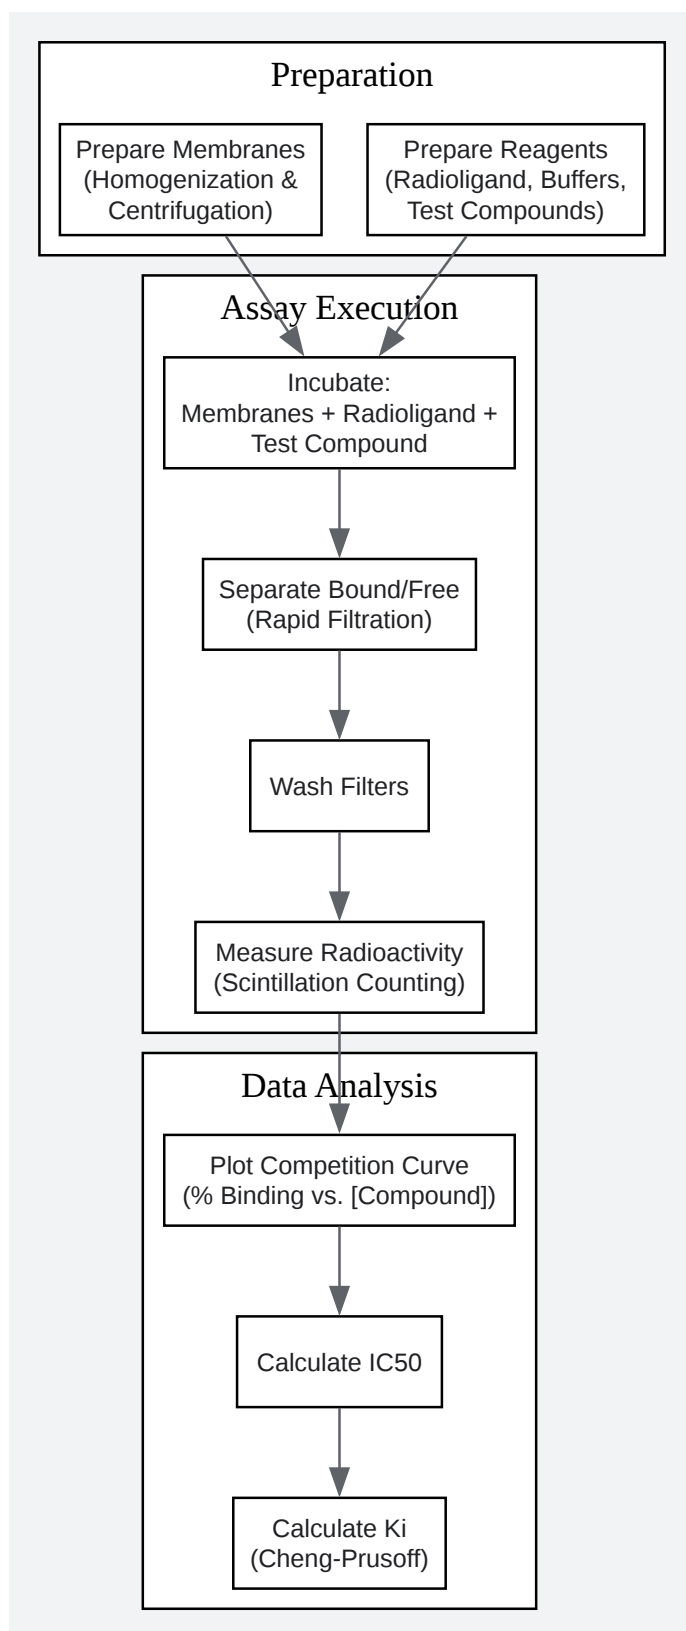 Preparation
Prepare Membranes
(Homogenization &
Centrifugation)
Prepare Reagents
(Radioligand, Buffers,
Test Compounds)
Assay Execution
Incubate:
Membranes + Radioligand +
Test Compound
Separate Bound/Free
(Rapid Filtration)
Wash Filters
Measure Radioactivity
(Scintillation Counting)
Data Analysis
Plot Competition Curve
(% Binding vs. [Compound])
Calculate IC50
Calculate Ki
(Cheng-Prusoff)